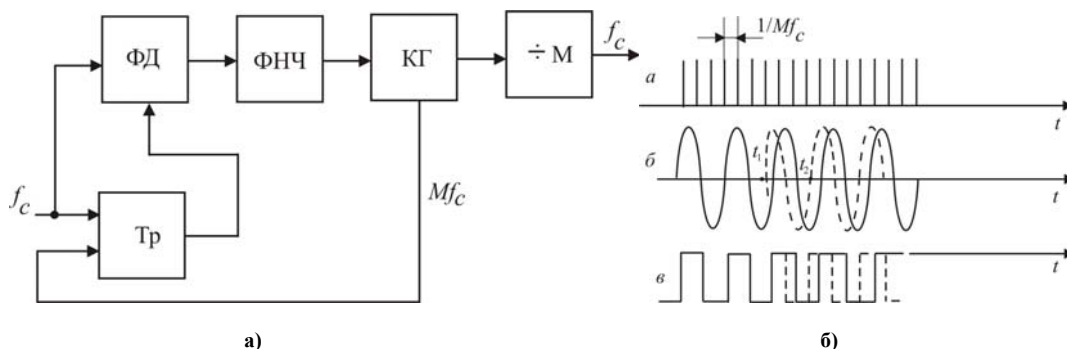 ФД
ФНЧ
КГ
÷ М
f_c
f_c
Тр
Mf_c
а)
1/Mf_c
а
t
б
t_1
t_2
t
в
t
б)